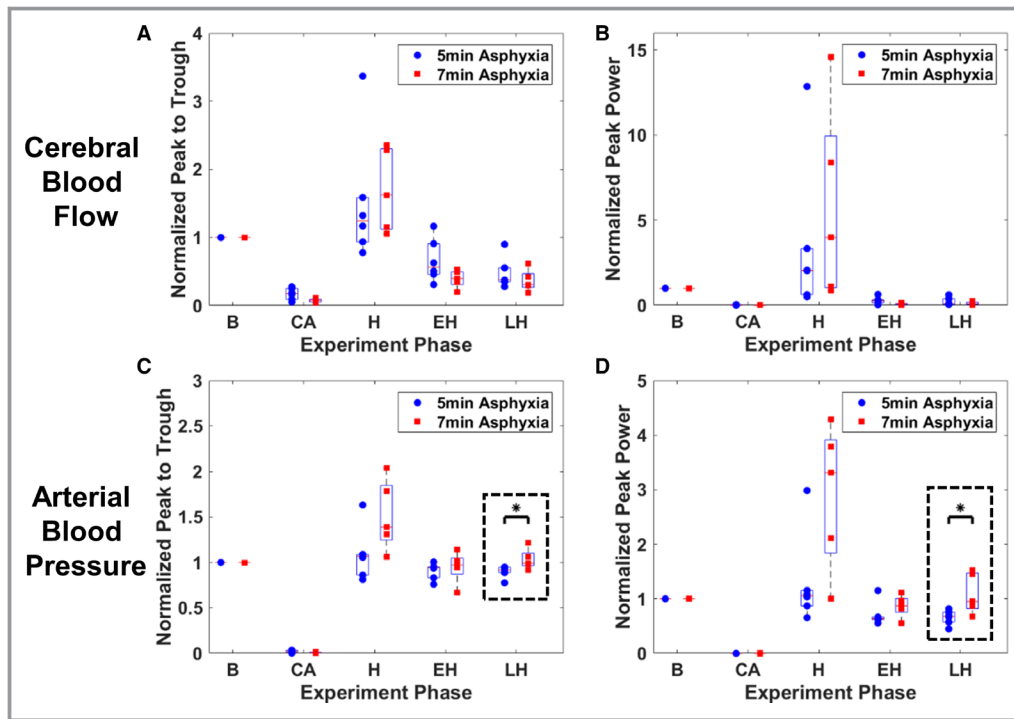 A
Cerebral
Blood
Flow
Normalized Peak to Trough
4
3
2
1
0
5min Asphyxia
7min Asphyxia
B
CA
H
EH
LH
Experiment Phase
B
Normalized Peak Power
15
10
5
0
5min Asphyxia
7min Asphyxia
B
CA
H
EH
LH
Experiment Phase
C
Arterial
Blood
Pressure
Normalized Peak to Trough
3
2.5
2
1.5
1
0.5
0
5min Asphyxia
7min Asphyxia
*
B
CA
H
EH
LH
Experiment Phase
D
Normalized Peak Power
5
4
3
2
1
0
5min Asphyxia
7min Asphyxia
*
B
CA
H
EH
LH
Experiment Phase